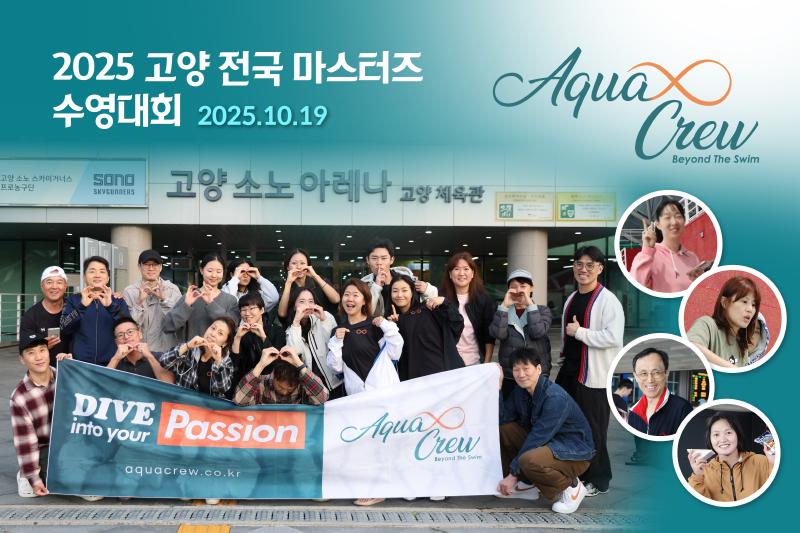 2025 고양 전국 마스터즈
수영대회 2025.10.19
Aqua Crew
Beyond The Swim
고양 소노 스카이거너스
프로농구단
SONO
SKYGUNNERS
고양 소노 아레나 고양 체육관
DIVE
into your
Passion
aquacrew.co.kr
Aqua Crew
Beyond The Swim